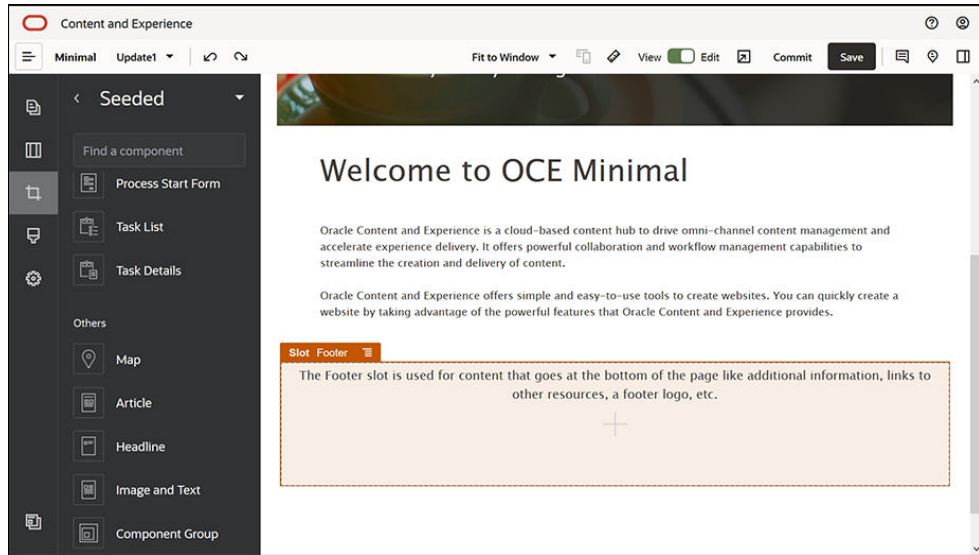 Content and Experience
Minimal Update1 Fit to Window View Edit Commit Save
Seeded
Find a component
Process Start Form
Task List
Task Details
Others
Map
Article
Headline
Image and Text
Component Group
Welcome to OCE Minimal
Oracle Content and Experience is a cloud-based content hub to drive omni-channel content management and
accelerate experience delivery. It offers powerful collaboration and workflow management capabilities to
streamline the creation and delivery of content.
Oracle Content and Experience offers simple and easy-to-use tools to create websites. You can quickly create a
website by taking advantage of the powerful features that Oracle Content and Experience provides.
Slot Footer
The Footer slot is used for content that goes at the bottom of the page like additional information, links to
other resources, a footer logo, etc.